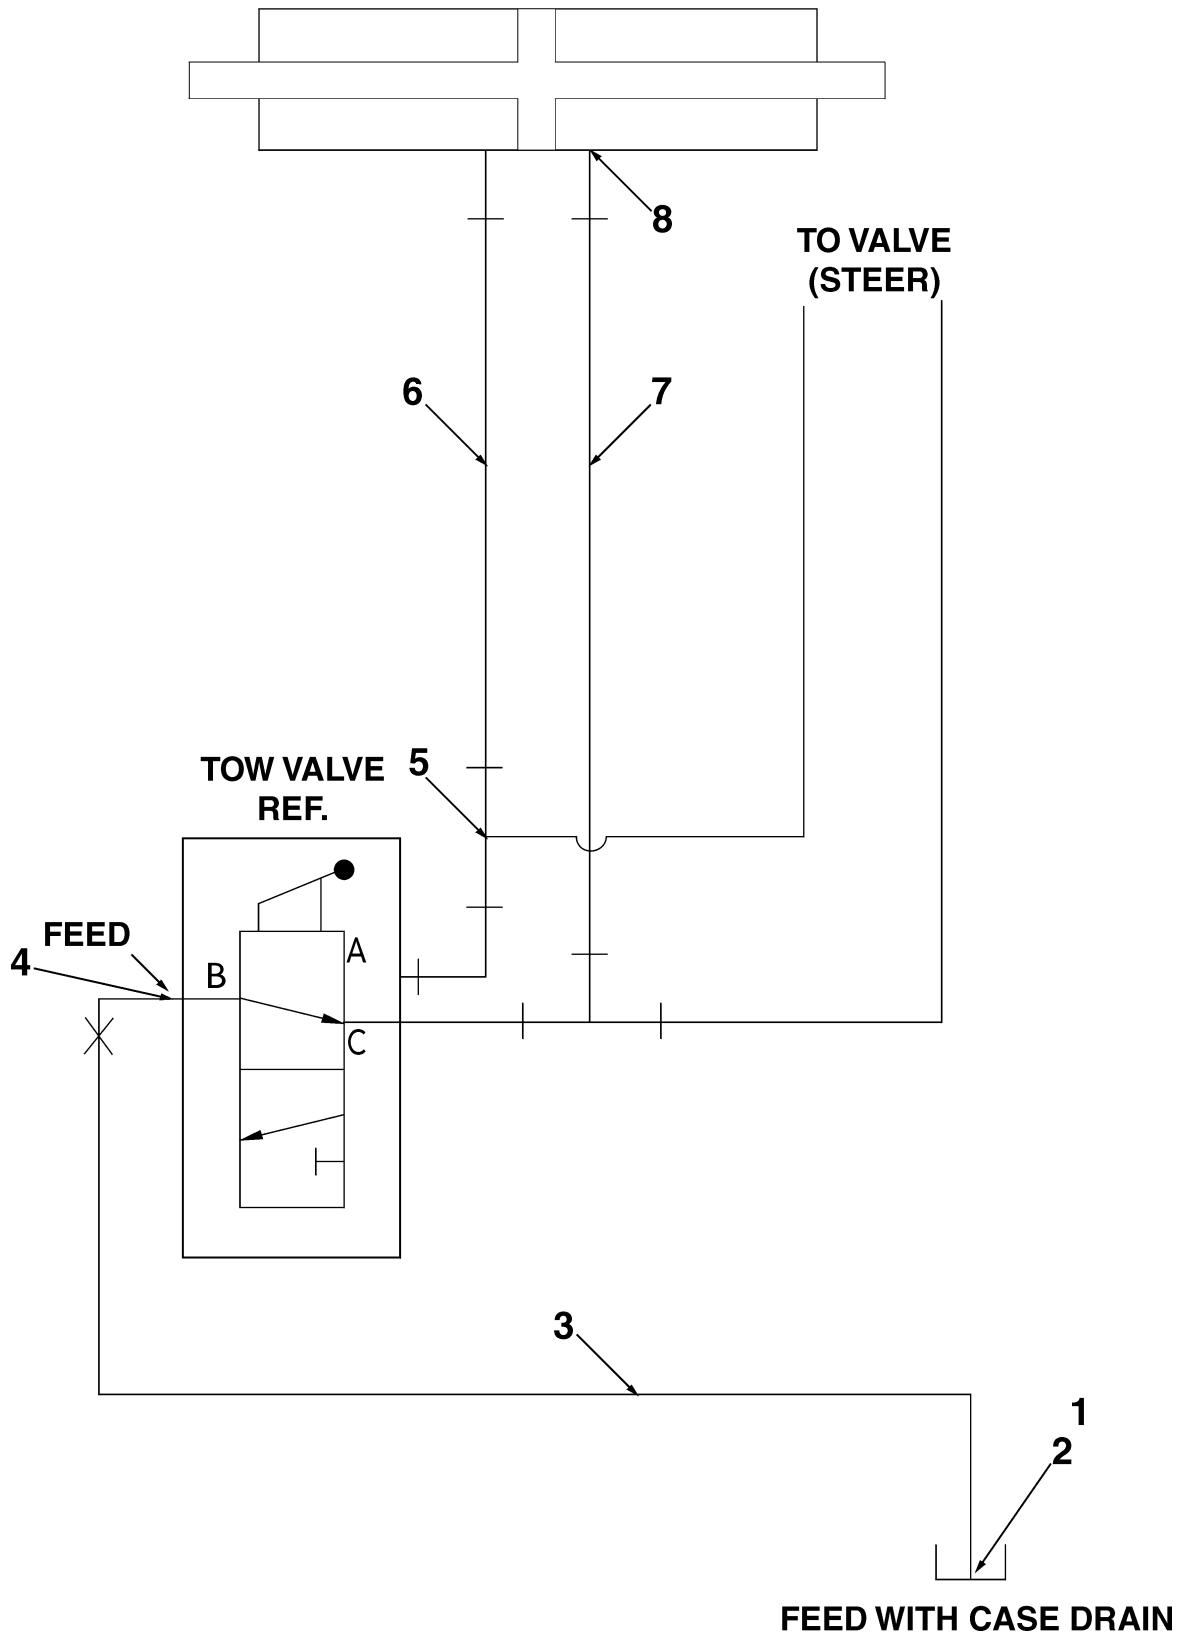 8
TO VALVE
(STEER)
6
7
TOW VALVE
REF.
5
FEED
4
A
B
C
3
1
2
FEED WITH CASE DRAIN